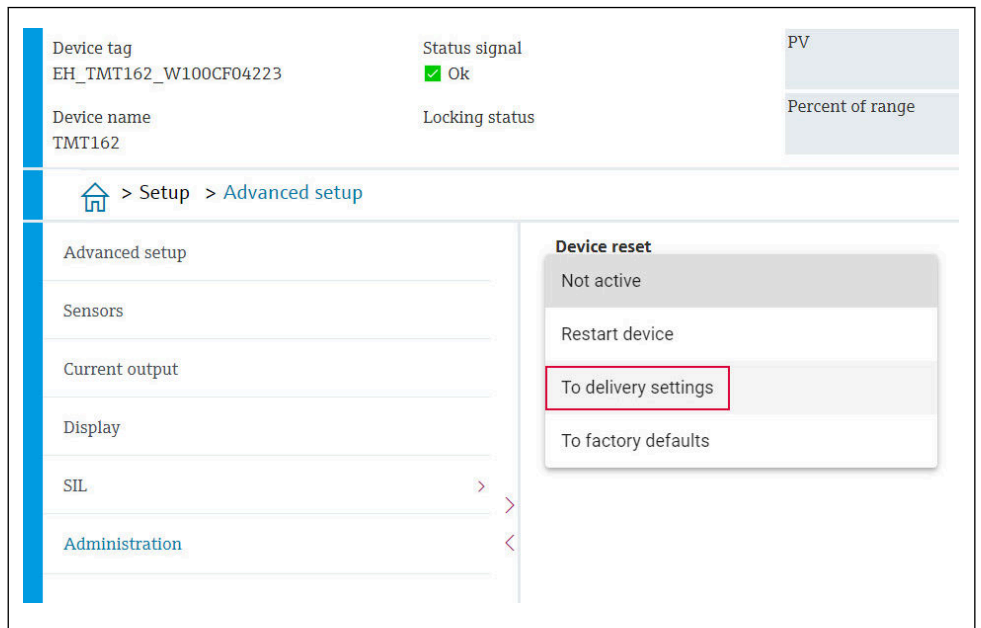 Device tag
EH_TMT162_W100CF04223
Status signal
Ok
PV
Device name
TMT162
Locking status
Percent of range
> Setup > Advanced setup
Advanced setup
Sensors
Current output
Display
SIL
Administration
Device reset
Not active
Restart device
To delivery settings
To factory defaults